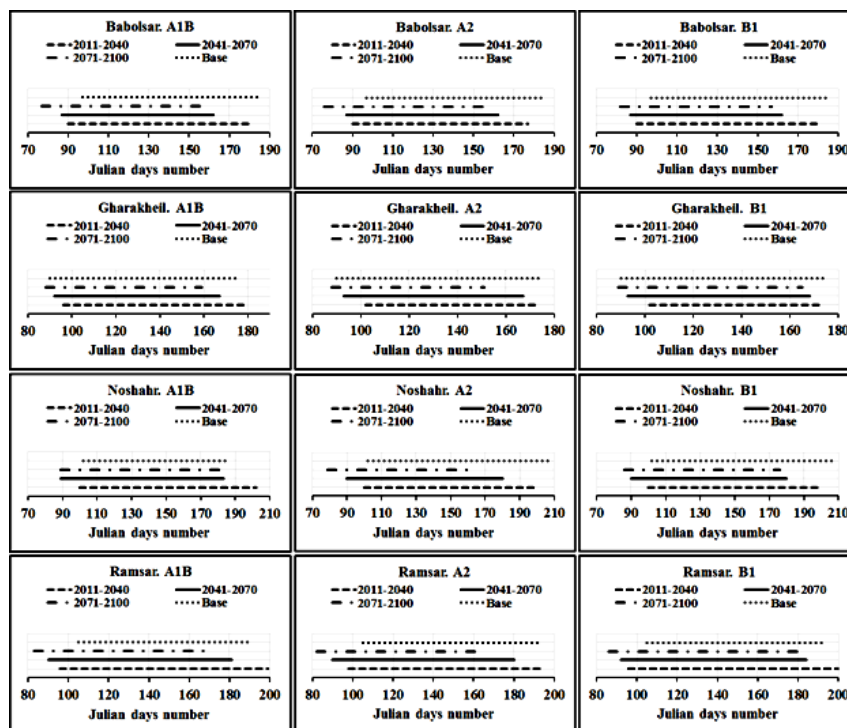 Babolsar. A1B
2011-2040 2041-2070
2071-2100 Base
70 90 110 130 150 170 190
Julian days number
Babolsar. A2
2011-2040 2041-2070
2071-2100 Base
70 90 110 130 150 170 190
Julian days number
Babolsar. B1
2011-2040 2041-2070
2071-2100 Base
70 90 110 130 150 170 190
Julian days number
Gharakheil. A1B
2011-2040 2041-2070
2071-2100 Base
80 100 120 140 160 180
Julian days number
Gharakheil. A2
2011-2040 2041-2070
2071-2100 Base
80 100 120 140 160 180
Julian days number
Gharakheil. B1
2011-2040 2041-2070
2071-2100 Base
80 100 120 140 160 180
Julian days number
Noshahr. A1B
2011-2040 2041-2070
2071-2100 Base
70 90 110 130 150 170 190 210
Julian days number
Noshahr. A2
2011-2040 2041-2070
2071-2100 Base
70 90 110 130 150 170 190 210
Julian days number
Noshahr. B1
2011-2040 2041-2070
2071-2100 Base
70 90 110 130 150 170 190 210
Julian days number
Ramsar. A1B
2011-2040 2041-2070
2071-2100 Base
80 100 120 140 160 180 200
Julian days number
Ramsar. A2
2011-2040 2041-2070
2071-2100 Base
80 100 120 140 160 180 200
Julian days number
Ramsar. B1
2011-2040 2041-2070
2071-2100 Base
80 100 120 140 160 180 200
Julian days number